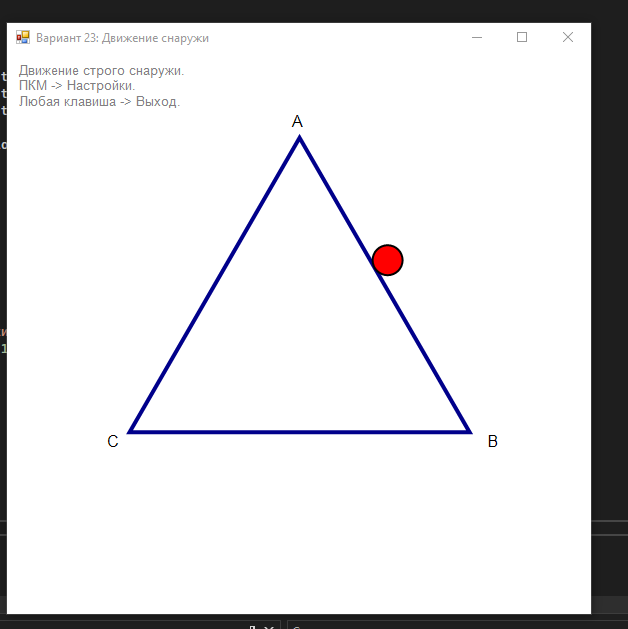 Вариант 23: Движение снаружи
Движение строго снаружи.
ПКМ -> Настройки.
Любая клавиша -> Выход.
A
C
B